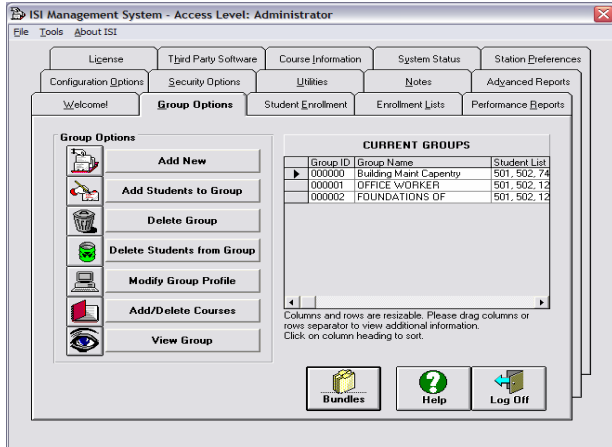 ISI Management System - Access Level: Administrator
File Tools About ISI
License Third Party Software Course Information System Status Station Preferences
Configuration Options Security Options Utilities Notes Advanced Reports
Welcome! Group Options Student Enrollment Enrollment Lists Performance Reports
Group Options
Add New
Add Students to Group
Delete Group
Delete Students from Group
Modify Group Profile
Add/Delete Courses
View Group
CURRENT GROUPS
Group ID Group Name Student List
000000 Building Maint Capentry 501, 502, 74
000001 OFFICE WORKER 501, 502, 12
000002 FOUNDATIONS OF 501, 502, 12
Columns and rows are resizable. Please drag columns or
rows separator to view additional information.
Click on column heading to sort.
Bundles Help Log Off